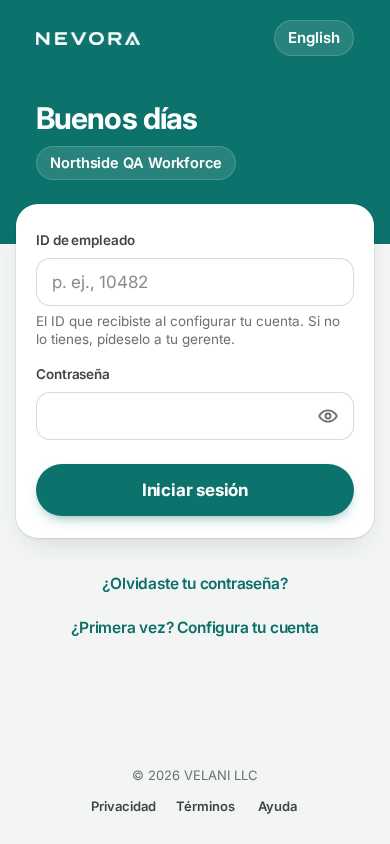 NEVORA
English
Buenos días
Northside QA Workforce
ID de empleado
p. ej., 10482
El ID que recibiste al configurar tu cuenta. Si no
lo tienes, pídeselo a tu gerente.
Contraseña
Iniciar sesión
¿Olvidaste tu contraseña?
¿Primera vez? Configura tu cuenta
© 2026 VELANI LLC
Privacidad Términos Ayuda